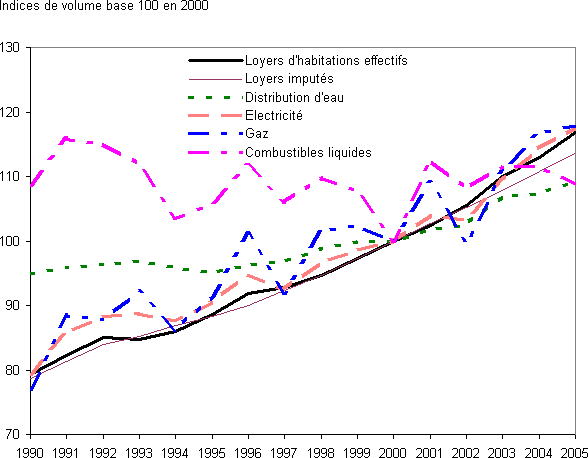 Indices de volume base 100 en 2000
130
120
110
100
90
80
70
Loyers d'habitations effectifs
Loyers imputés
Distribution d'eau
Electricité
Gaz
Combustibles liquides
1990 1991 1992 1993 1994 1995 1996 1997 1998 1999 2000 2001 2002 2003 2004 2005